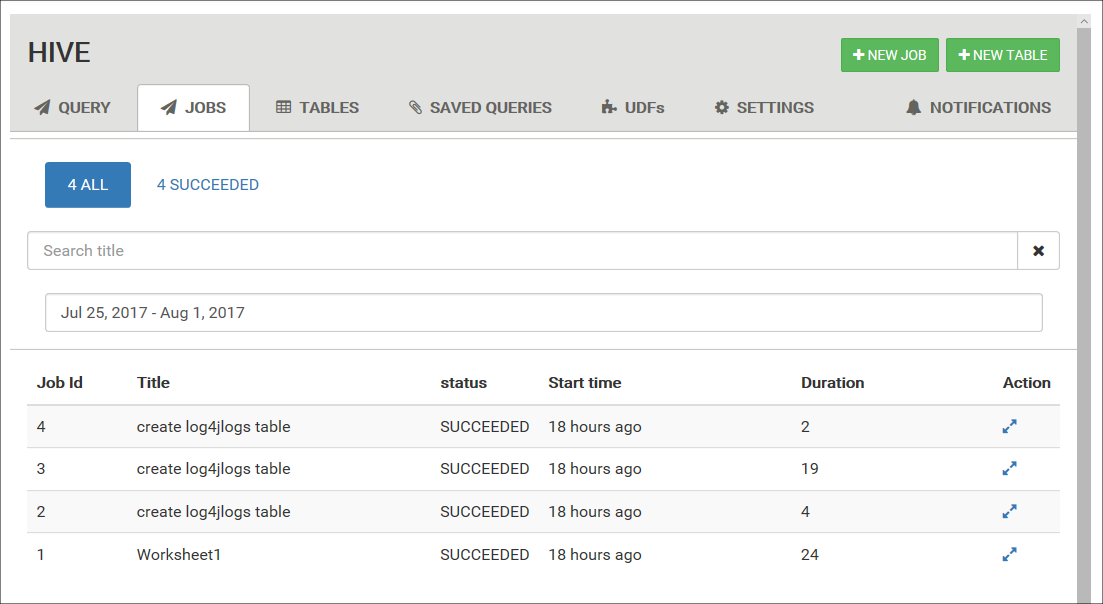 HIVE
NEW JOB NEW TABLE
QUERY JOBS TABLES SAVED QUERIES UDFs SETTINGS NOTIFICATIONS
4 ALL 4 SUCCEEDED
Search title
Jul 25, 2017 - Aug 1, 2017
Job Id Title status Start time Duration Action
4 create log4jlogs table SUCCEEDED 18 hours ago 2
3 create log4jlogs table SUCCEEDED 18 hours ago 19
2 create log4jlogs table SUCCEEDED 18 hours ago 4
1 Worksheet1 SUCCEEDED 18 hours ago 24